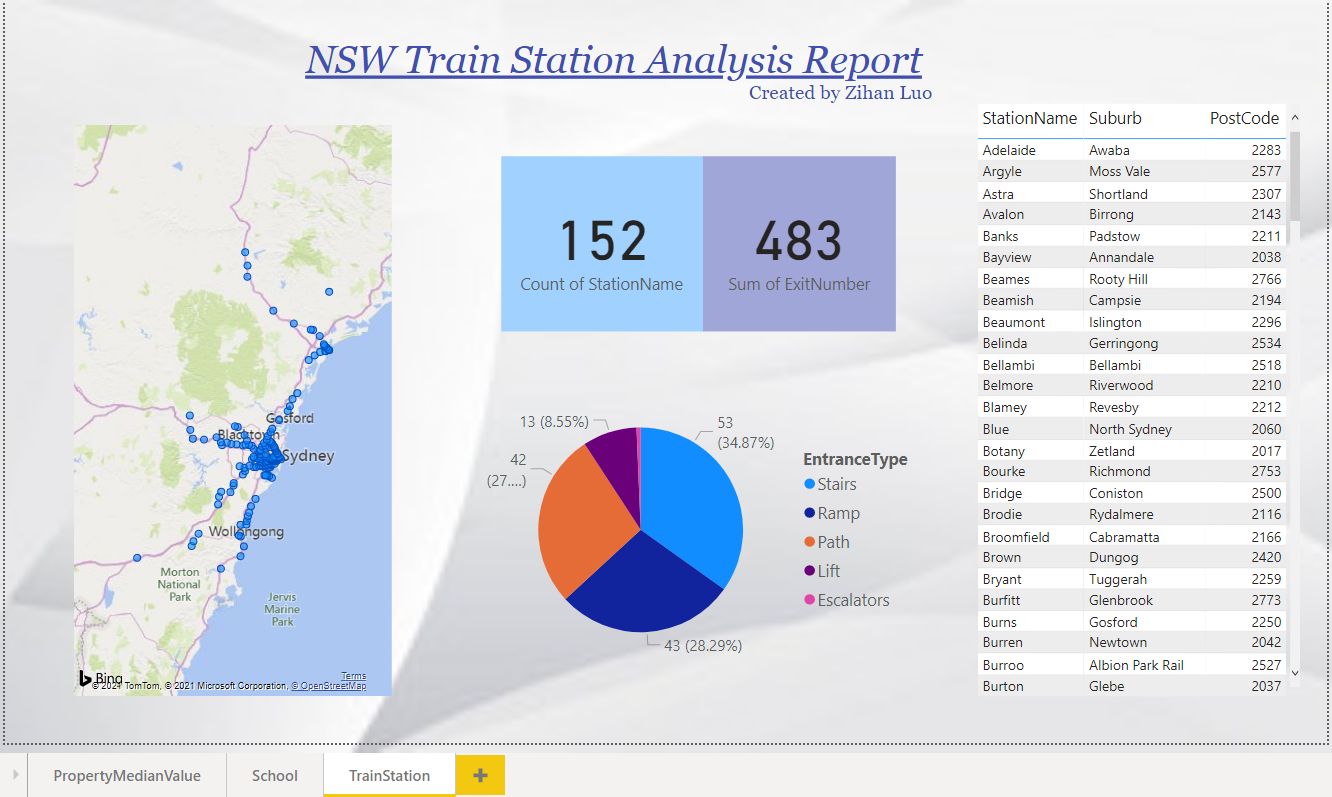 NSW Train Station Analysis Report
Created by Zihan Luo
Gosford
Blacktown
Sydney
Wollongong
Morton
National
Park
Jervis
Marine
Park
Bing
Terms
© 2021 TomTom, © 2021 Microsoft Corporation, © OpenStreetMap
152
Count of StationName
483
Sum of ExitNumber
13 (8.55%)
53
(34.87%)
42
(27....)
43 (28.29%)
EntranceType
Stairs
Ramp
Path
Lift
Escalators
StationName Suburb PostCode
Adelaide Awaba 2283
Argyle Moss Vale 2577
Astra Shortland 2307
Avalon Birrong 2143
Banks Padstow 2211
Bayview Annandale 2038
Beames Rooty Hill 2766
Beamish Campsie 2194
Beaumont Islington 2296
Belinda Gerringong 2534
Bellambi Bellambi 2518
Belmore Riverwood 2210
Blamey Revesby 2212
Blue North Sydney 2060
Botany Zetland 2017
Bourke Richmond 2753
Bridge Coniston 2500
Brodie Rydalmere 2116
Broomfield Cabramatta 2166
Brown Dungog 2420
Bryant Tuggerah 2259
Burfitt Glenbrook 2773
Burns Gosford 2250
Burren Newtown 2042
Burroo Albion Park Rail 2527
Burton Glebe 2037
PropertyMedianValue School TrainStation